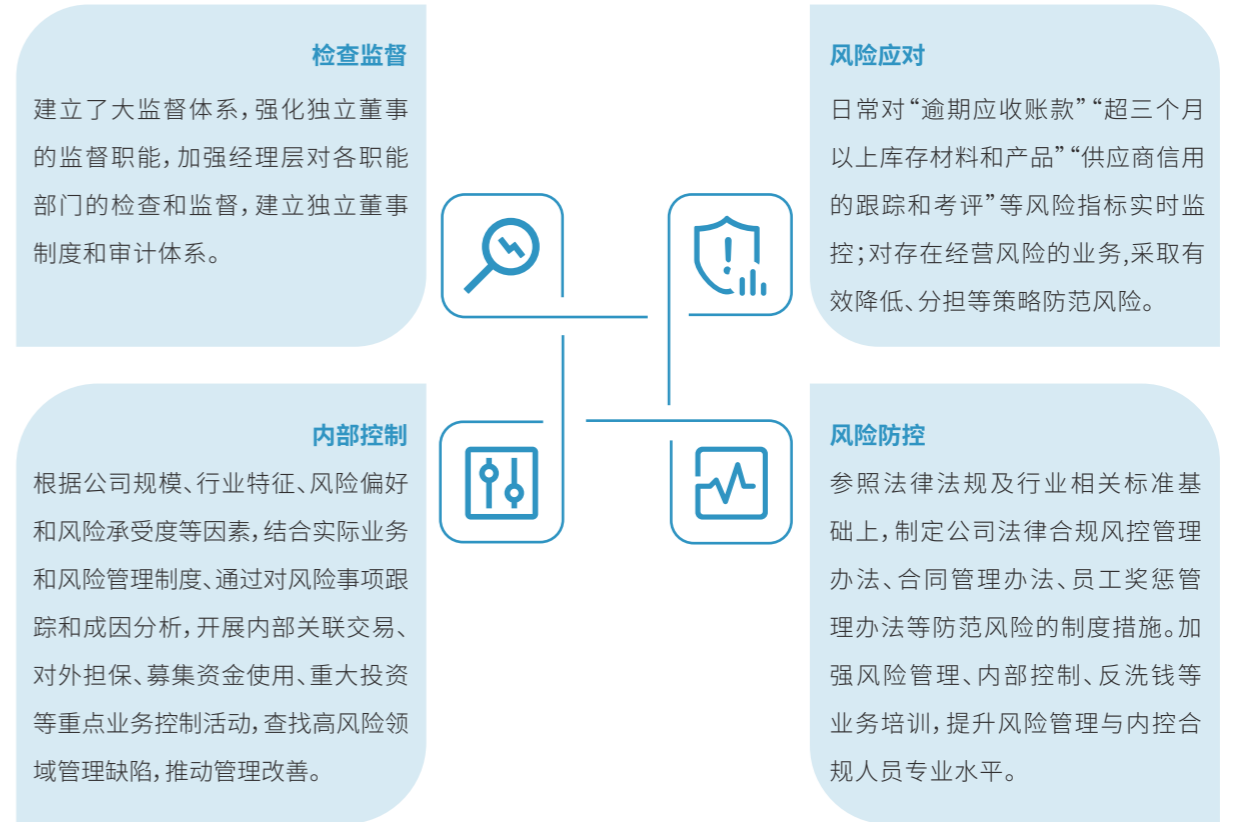 检查监督
建立了大监督体系，强化独立董事
的监督职能，加强经理层对各职能
部门的检查和监督，建立独立董事
制度和审计体系。
风险应对
日常对“逾期应收账款”“超三个月
以上库存材料和产品”“供应商信用
的跟踪和考评”等风险指标实时监
控；对存在经营风险的业务,采取有
效降低、分担等策略防范风险。
内部控制
根据公司规模、行业特征、风险偏好
和风险承受度等因素，结合实际业务
和风险管理制度、通过对风险事项跟
踪和成因分析，开展内部关联交易、
对外担保、募集资金使用、重大投资
等重点业务控制活动，查找高风险领
域管理缺陷，推动管理改善。
风险防控
参照法律法规及行业相关标准基
础上，制定公司法律合规风控管理
办法、合同管理办法、员工奖惩管
理办法等防范风险的制度措施。加
强风险管理、内部控制、反洗钱等
业务培训，提升风险管理与内控合
规人员专业水平。